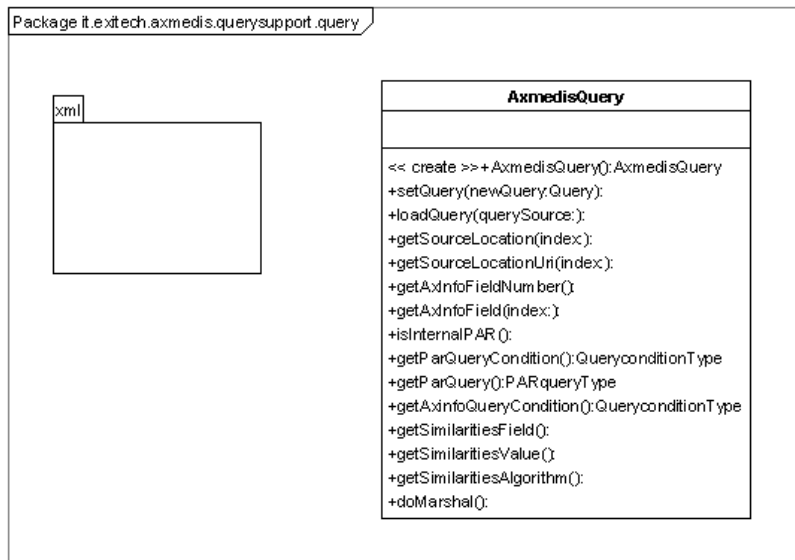 Package it.exitech.axmedis.querysupport.query
xml
AxmedisQuery
<< create >>+AxmedisQuery():AxmedisQuery
+setQuery(newQuery:Query):
+loadQuery(querySource:):
+getSourceLocation(index:):
+getSourceLocationUri(index:):
+getAxInfoFieldNumber():
+getAxInfoField(index:):
+isInternalPAR():
+getParQueryCondition():QueryconditionType
+getParQuery():PARqueryType
+getAxinfoQueryCondition():QueryconditionType
+getSimilaritiesField():
+getSimilaritiesValue():
+getSimilaritiesAlgorithm():
+doMarshal():